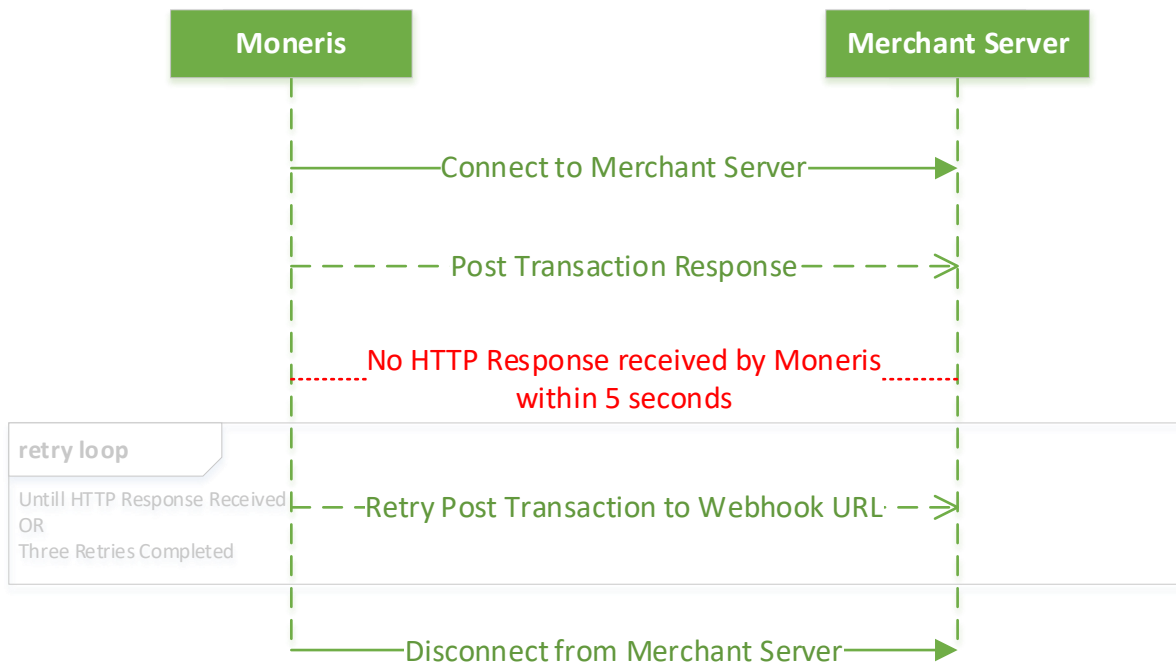 Moneris
Merchant Server
Connect to Merchant Server
Post Transaction Response
No HTTP Response received by Moneris
within 5 seconds
retry loop
Untill HTTP Response Received
OR
Three Retries Completed
Retry Post Transaction to Webhook URL
Disconnect from Merchant Server